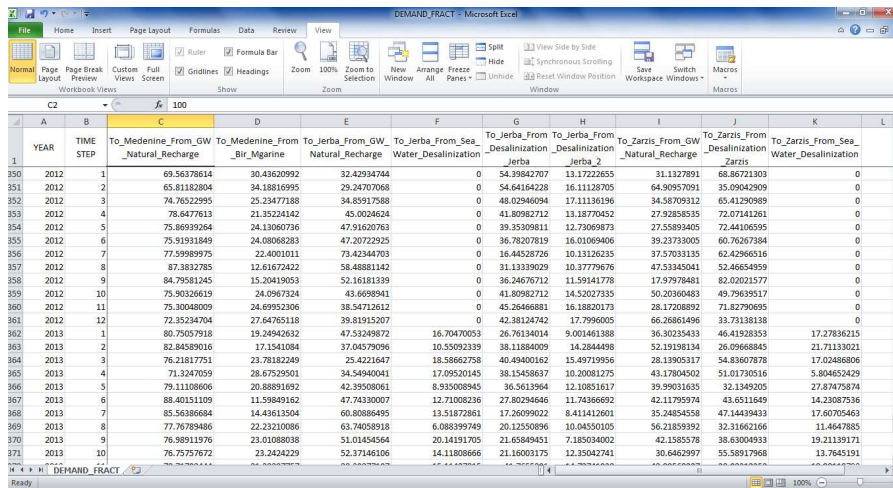 DEMAND_FRACT - Microsoft Excel
File Home Insert Page Layout Formulas Data Review View
Normal Page Layout Page Break Preview Custom Views Full Screen
Ruler Formula Bar
Gridlines Headings
Zoom 100% Zoom to Selection
New Window Arrange All Freeze Panes
Split
Hide
Unhide
View Side by Side
Synchronous Scrolling
Reset Window Position
Save Workspace Switch Windows Macros
Workbook Views Show Zoom Window Macros
C2 fx 100
A B C D E F G H I J K L
1 YEAR TIME STEP To_Medenine_From_GW_Natural_Recharge To_Medenine_From_Bir_Mgarine To_Jerba_From_GW_Natural_Recharge To_Jerba_From_Sea_Water_Desalinization To_Jerba_From_Desalinization_Jerba To_Jerba_From_Desalinization_Jerba_2 To_Zarzis_From_GW_Natural_Recharge To_Zarzis_From_Desalinization_Zarzis To_Zarzis_From_Sea_Water_Desalinization
350 2012 1 69.56378614 30.43620992 32.42934744 0 54.39842707 13.17222655 31.1327891 68.86721303 0
351 2012 2 65.81182804 34.18816995 29.24707068 0 54.64164228 16.11128705 64.90957091 35.09042909 0
352 2012 3 74.76522995 25.23477188 34.85917588 0 48.02946094 17.11136196 34.58709312 65.41290989 0
353 2012 4 78.6477613 21.35224142 45.0024624 0 41.80982712 13.18770452 27.92858535 72.07141261 0
354 2012 5 75.86939264 24.13060736 47.91620763 0 39.35309811 12.73069873 27.55893405 72.44106595 0
355 2012 6 75.91931849 24.08068283 47.20722925 0 36.78207819 16.01069406 39.23733005 60.76267384 0
356 2012 7 77.59989975 22.4001011 73.42344703 0 16.44528726 10.13126235 37.57033135 62.42966516 0
357 2012 8 87.3832785 12.61672422 58.48881142 0 31.13339029 10.37779676 47.53345041 52.46654959 0
358 2012 9 84.79581245 15.20419053 52.16181339 0 36.24676712 11.59141778 17.97978481 82.02021577 0
359 2012 10 75.90326619 24.0967324 43.6698941 0 41.80982712 14.52027335 50.20360483 49.79639517 0
360 2012 11 75.30048009 24.69952306 38.54712612 0 45.26466881 16.18820173 28.17208892 71.82790695 0
361 2012 12 72.35234704 27.64765118 39.81915207 0 42.38124742 17.7996005 66.26861496 33.73138138 0
362 2013 1 80.75057918 19.24942632 47.53249872 16.70470053 26.76134014 9.001461388 36.30235433 46.41928353 17.27836215
363 2013 2 82.84589016 17.1541084 37.04579096 10.55092339 38.11884009 14.2844498 52.19198134 26.09668845 21.71133021
364 2013 3 76.21817751 23.78182249 25.4221647 18.58662758 40.49400162 15.49719956 28.13905317 54.83607878 17.02486806
365 2013 4 71.3247059 28.67529501 34.54940041 17.09520145 38.15458637 10.20081275 43.17804502 51.01730516 5.804652429
366 2013 5 79.11108606 20.88891692 42.39508061 8.935008945 36.5613964 12.10851617 39.99031635 32.1349205 27.87475874
367 2013 6 88.40151109 11.59849632 47.74330007 12.71008236 27.80294646 11.74366692 42.11795974 43.6511649 14.23087536
368 2013 7 85.56386684 14.43613504 60.80886495 13.51872861 17.26099022 8.411412601 35.24854558 47.14439433 17.60705463
369 2013 8 77.76789486 22.23210086 63.74058918 6.088399749 20.12590897 10.04550105 56.21859392 32.31662166 11.4647885
370 2013 9 76.98911976 23.01088038 51.01454564 20.14191705 21.65849451 7.185034002 42.1585578 38.63004933 19.21139171
371 2013 10 76.75757672 23.2424229 52.37146106 14.11808666 21.16003175 12.35042741 30.6462997 55.58917968 13.7645191
DEMAND_FRACT
Ready 100%